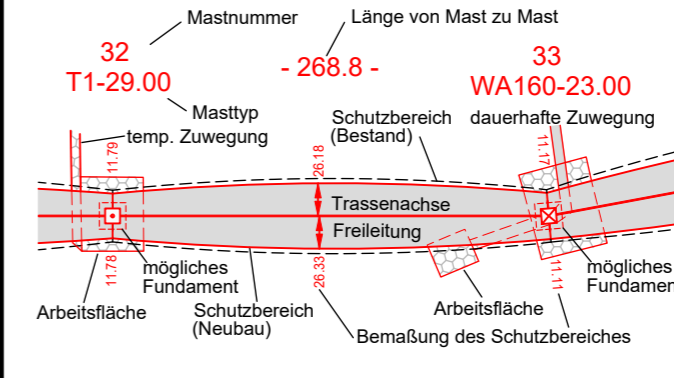 Mastnummer
Länge von Mast zu Mast
32
T1-29.00
- 268.8 -
33
WA160-23.00
Masttyp
temp. Zuwegung
Schutzbereich
(Bestand)
dauerhafte Zuwegung
11.79
26.18
11.17
Trassenachse
Freileitung
11.78
26.33
11.11
mögliches
Fundament
mögliches
Fundamen
Arbeitsfläche
Schutzbereich
(Neubau)
Arbeitsfläche
Bemaßung des Schutzbereiches